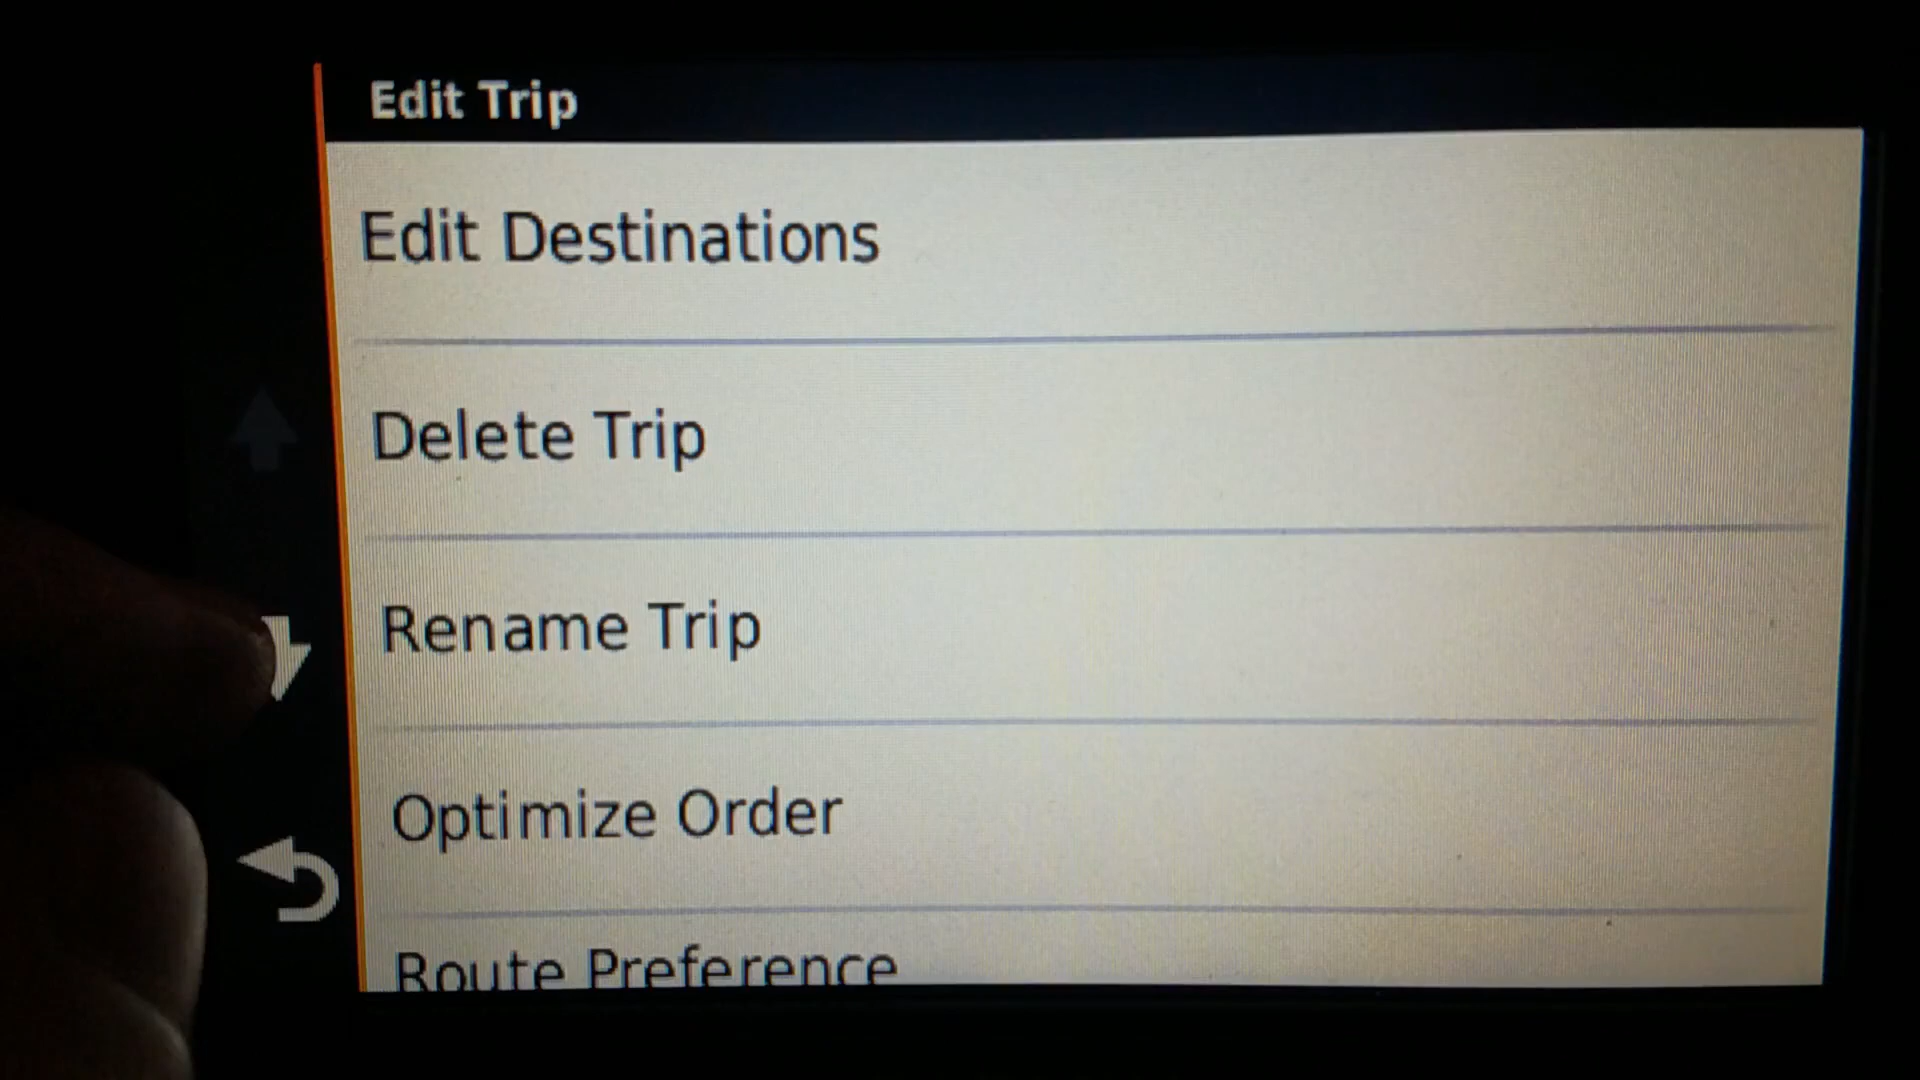 Edit Trip
Edit Destinations
Delete Trip
Rename Trip
Optimize Order
Route Preference